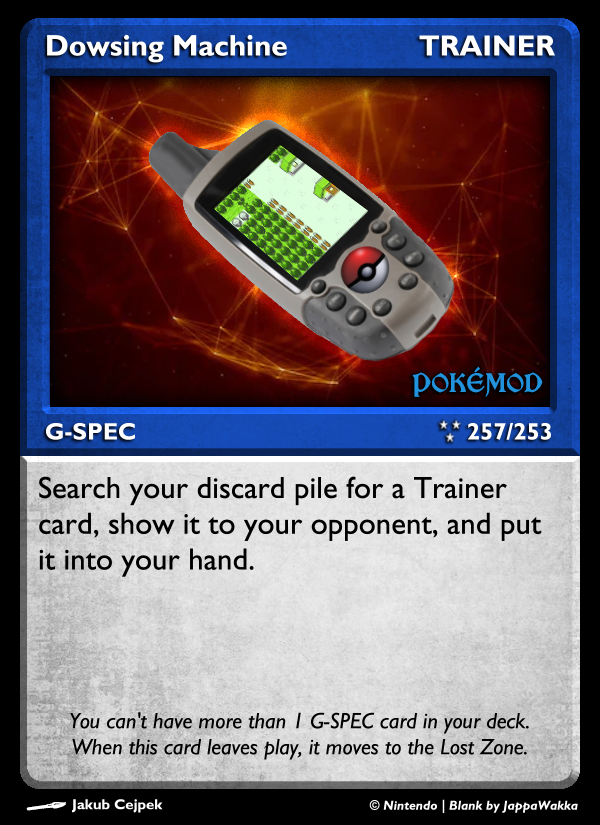 Dowsing Machine TRAINER
POKÉMOD
G-SPEC 257/253
Search your discard pile for a Trainer
card, show it to your opponent, and put
it into your hand.
You can't have more than 1 G-SPEC card in your deck.
When this card leaves play, it moves to the Lost Zone.
Jakub Cejpek © Nintendo | Blank by JappaWakka